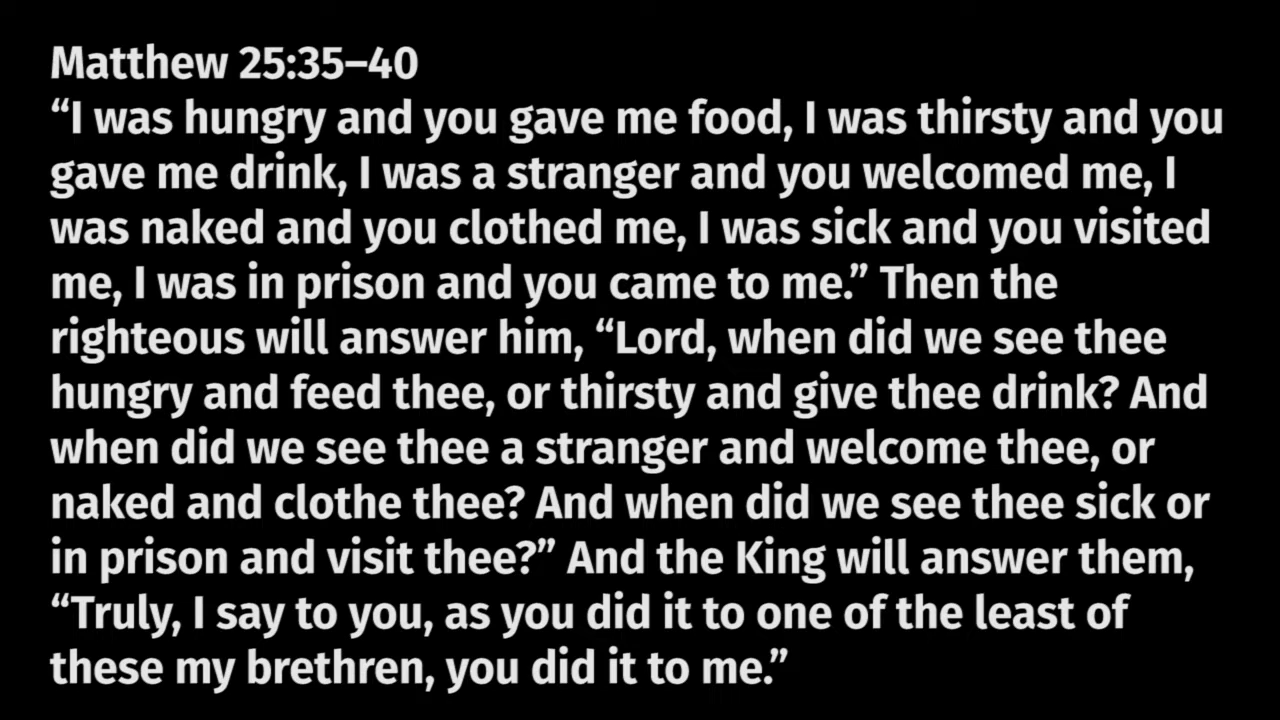 Matthew 25:35–40
“I was hungry and you gave me food, I was thirsty and you
gave me drink, I was a stranger and you welcomed me, I
was naked and you clothed me, I was sick and you visited
me, I was in prison and you came to me.” Then the
righteous will answer him, “Lord, when did we see thee
hungry and feed thee, or thirsty and give thee drink? And
when did we see thee a stranger and welcome thee, or
naked and clothe thee? And when did we see thee sick or
in prison and visit thee?” And the King will answer them,
“Truly, I say to you, as you did it to one of the least of
these my brethren, you did it to me.”